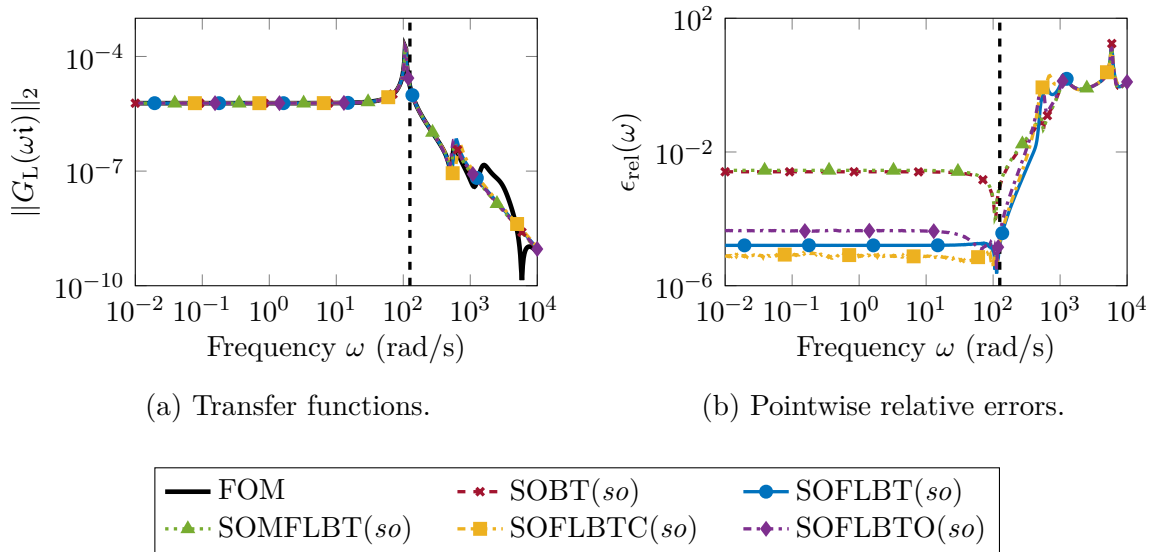 10^−4
10^−7
10^−10
∥G_L(ωi)∥_2
10^−2 10^−1 10^0 10^1 10^2 10^3 10^4
Frequency ω (rad/s)
(a) Transfer functions.
10^2
10^−2
10^−6
ϵ_rel(ω)
10^−2 10^−1 10^0 10^1 10^2 10^3 10^4
Frequency ω (rad/s)
(b) Pointwise relative errors.
FOM SOBT(so) SOFLBT(so)
SOMFLBT(so) SOFLBTC(so) SOFLBTO(so)